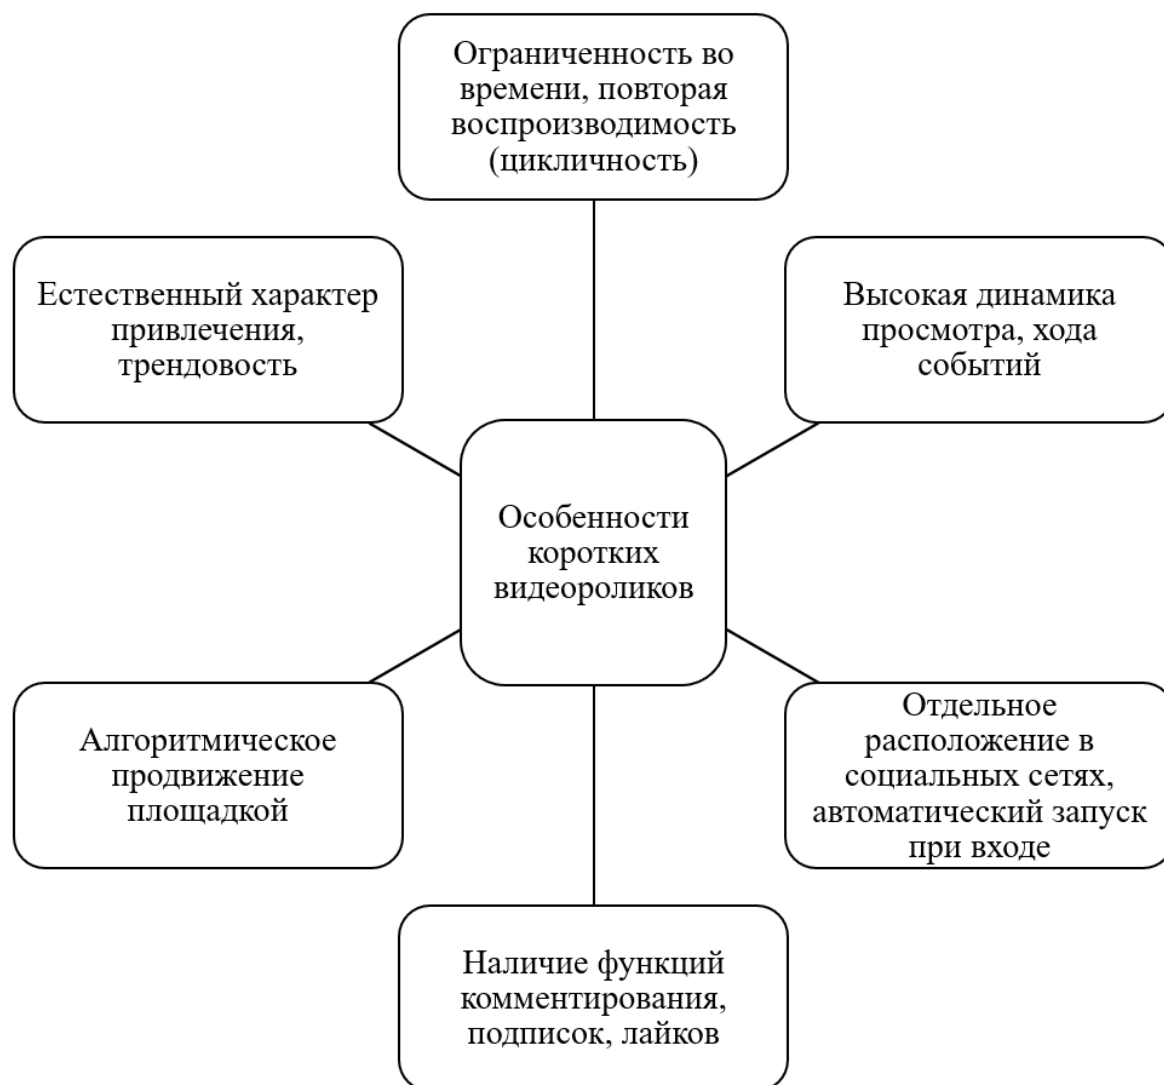 Ограниченность во
времени, повторая
воспроизводимость
(цикличность)
Естественный характер
привлечения,
трендовость
Высокая динамика
просмотра, хода
событий
Особенности
коротких
видеороликов
Алгоритмическое
продвижение
площадкой
Отдельное
расположение в
социальных сетях,
автоматический запуск
при входе
Наличие функций
комментирования,
подписок, лайков